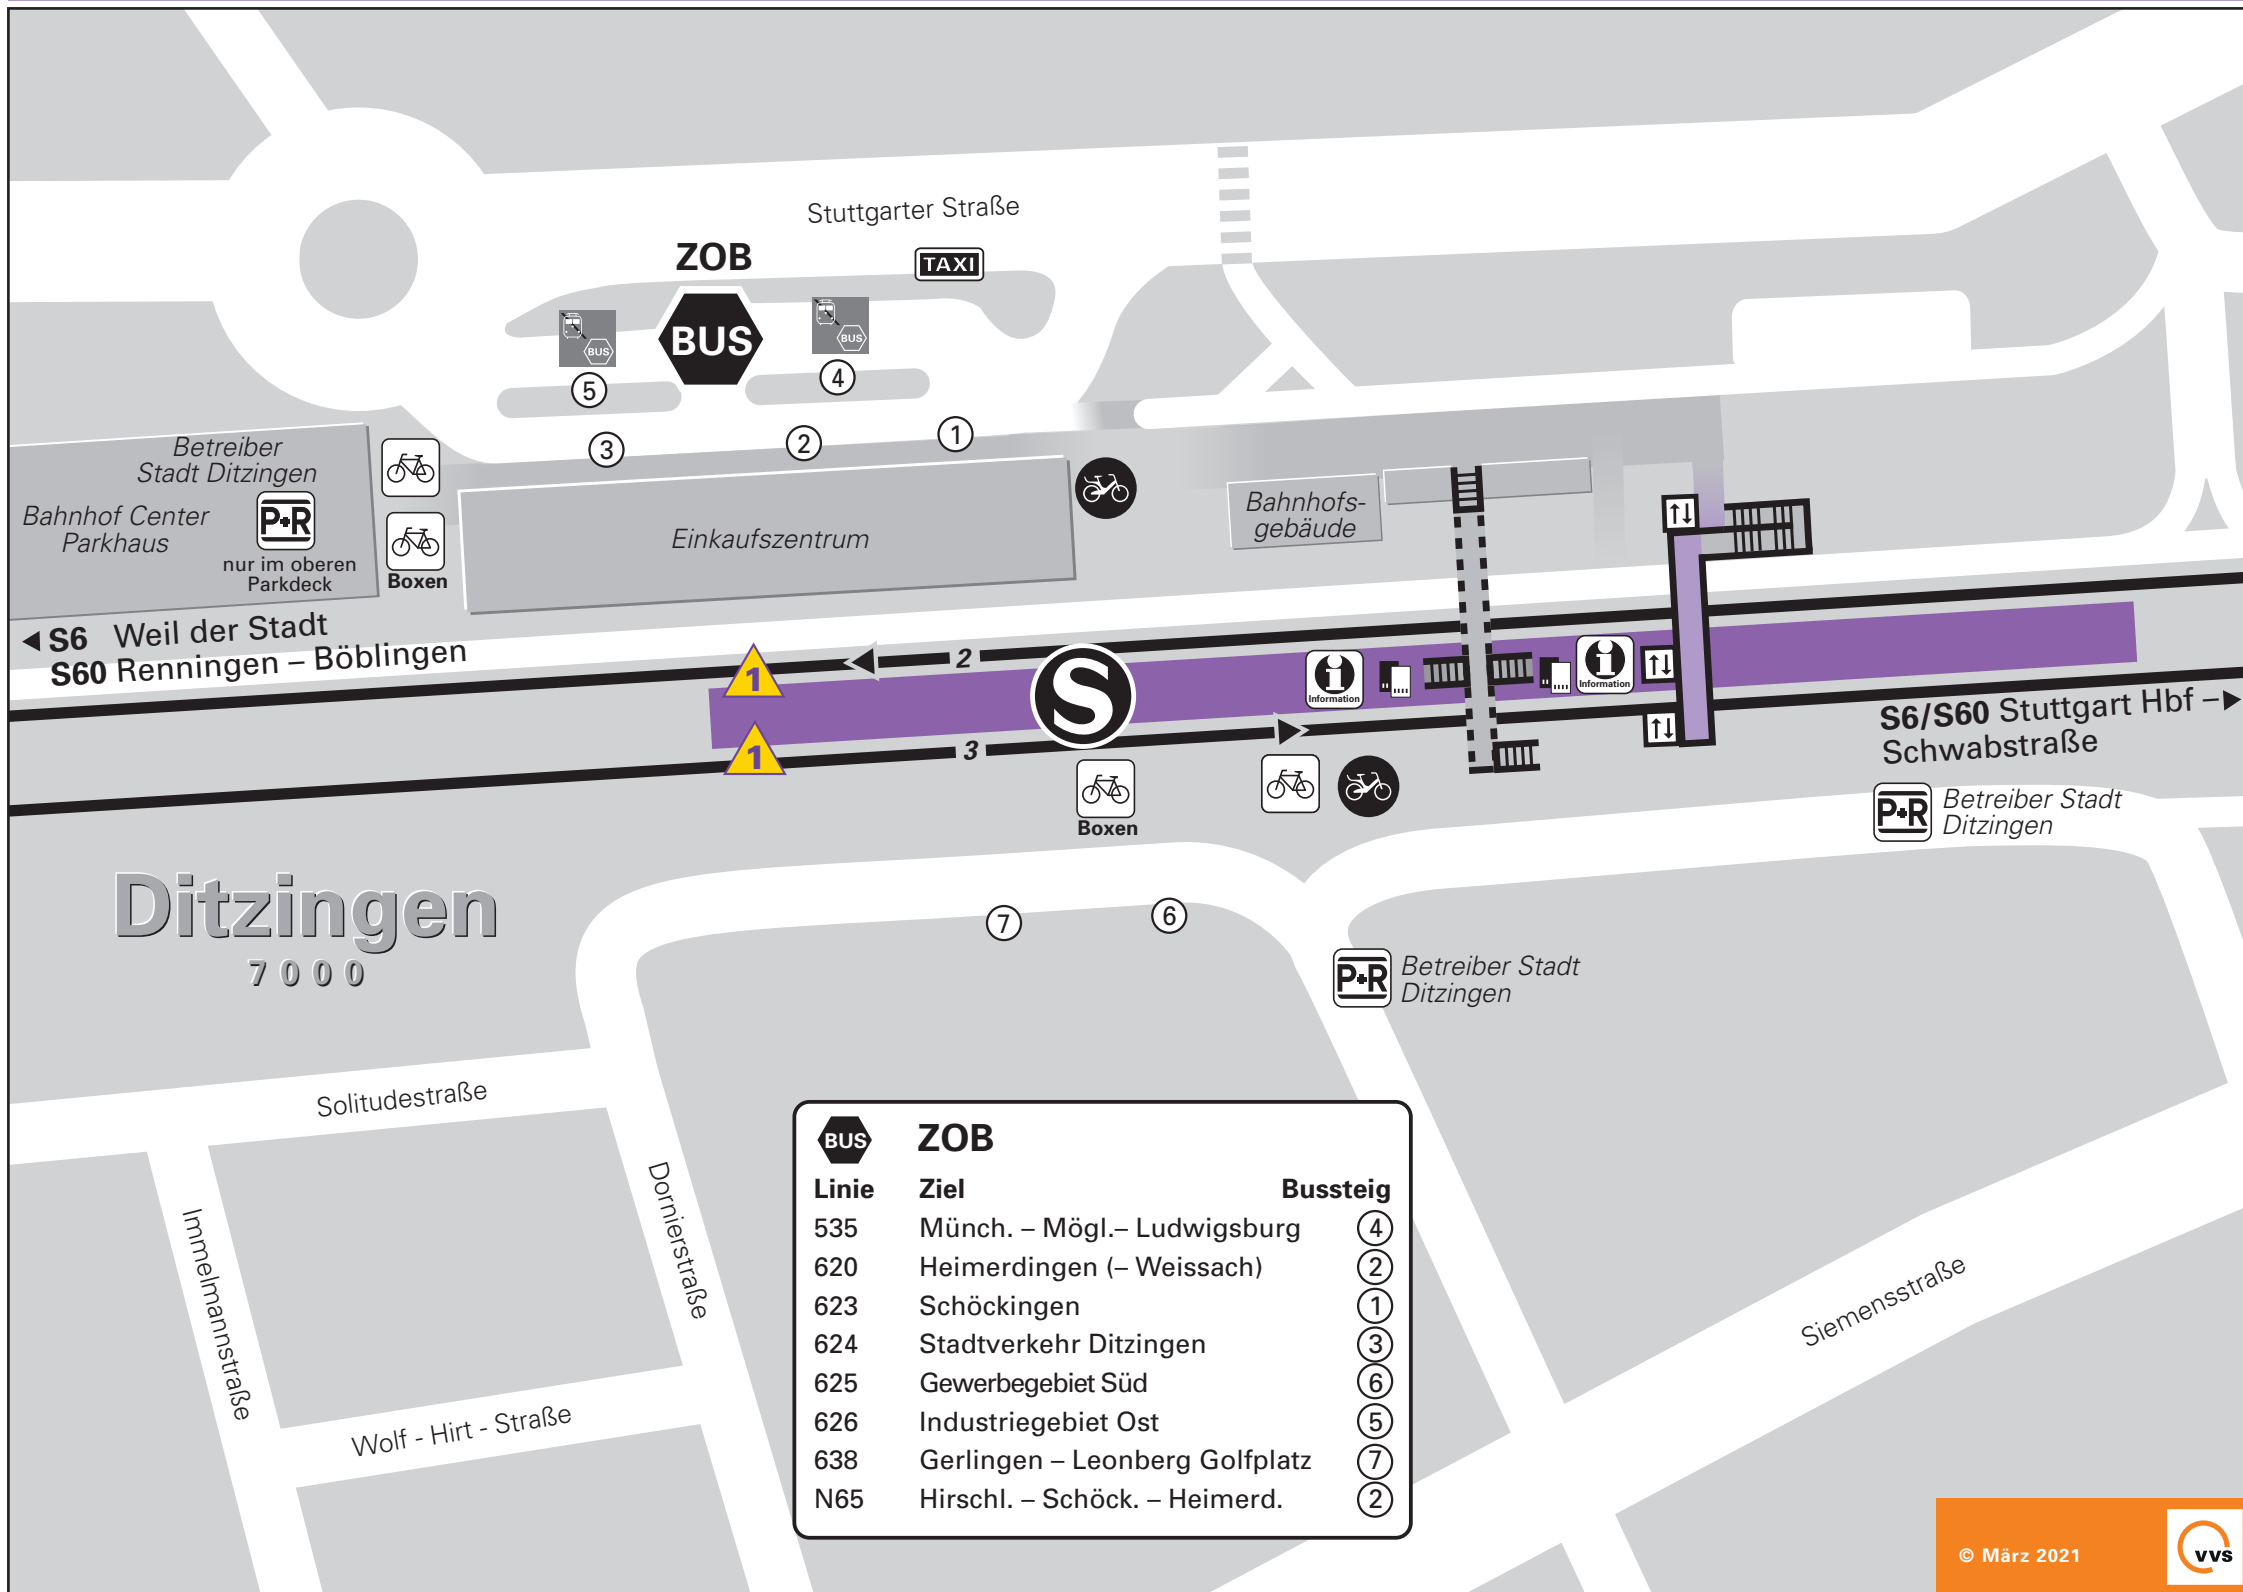 Stuttgarter Straße
ZOB
TAXI
BUS
BUS
BUS
5
4
3
2
1
Betreiber
Stadt Ditzingen
Bahnhof Center
Parkhaus
P+R
nur im oberen
Parkdeck
Boxen
Einkaufszentrum
Bahnhofs-
gebäude
S6 Weil der Stadt
S60 Renningen – Böblingen
1
2
S
Information
Information
1
3
S6/S60 Stuttgart Hbf –
Schwabstraße
Boxen
P+R
Betreiber Stadt
Ditzingen
Ditzingen
7000
7
6
P+R
Betreiber Stadt
Ditzingen
Solitudestraße
Immelmannstraße
Dornierstraße
Wolf - Hirt - Straße
Siemensstraße
BUS ZOB
Linie Ziel Bussteig
535 Münch. – Mögl.– Ludwigsburg 4
620 Heimerdingen (– Weissach) 2
623 Schöckingen 1
624 Stadtverkehr Ditzingen 3
625 Gewerbegebiet Süd 6
626 Industriegebiet Ost 5
638 Gerlingen – Leonberg Golfplatz 7
N65 Hirschl. – Schöck. – Heimerd. 2
© März 2021
vvs